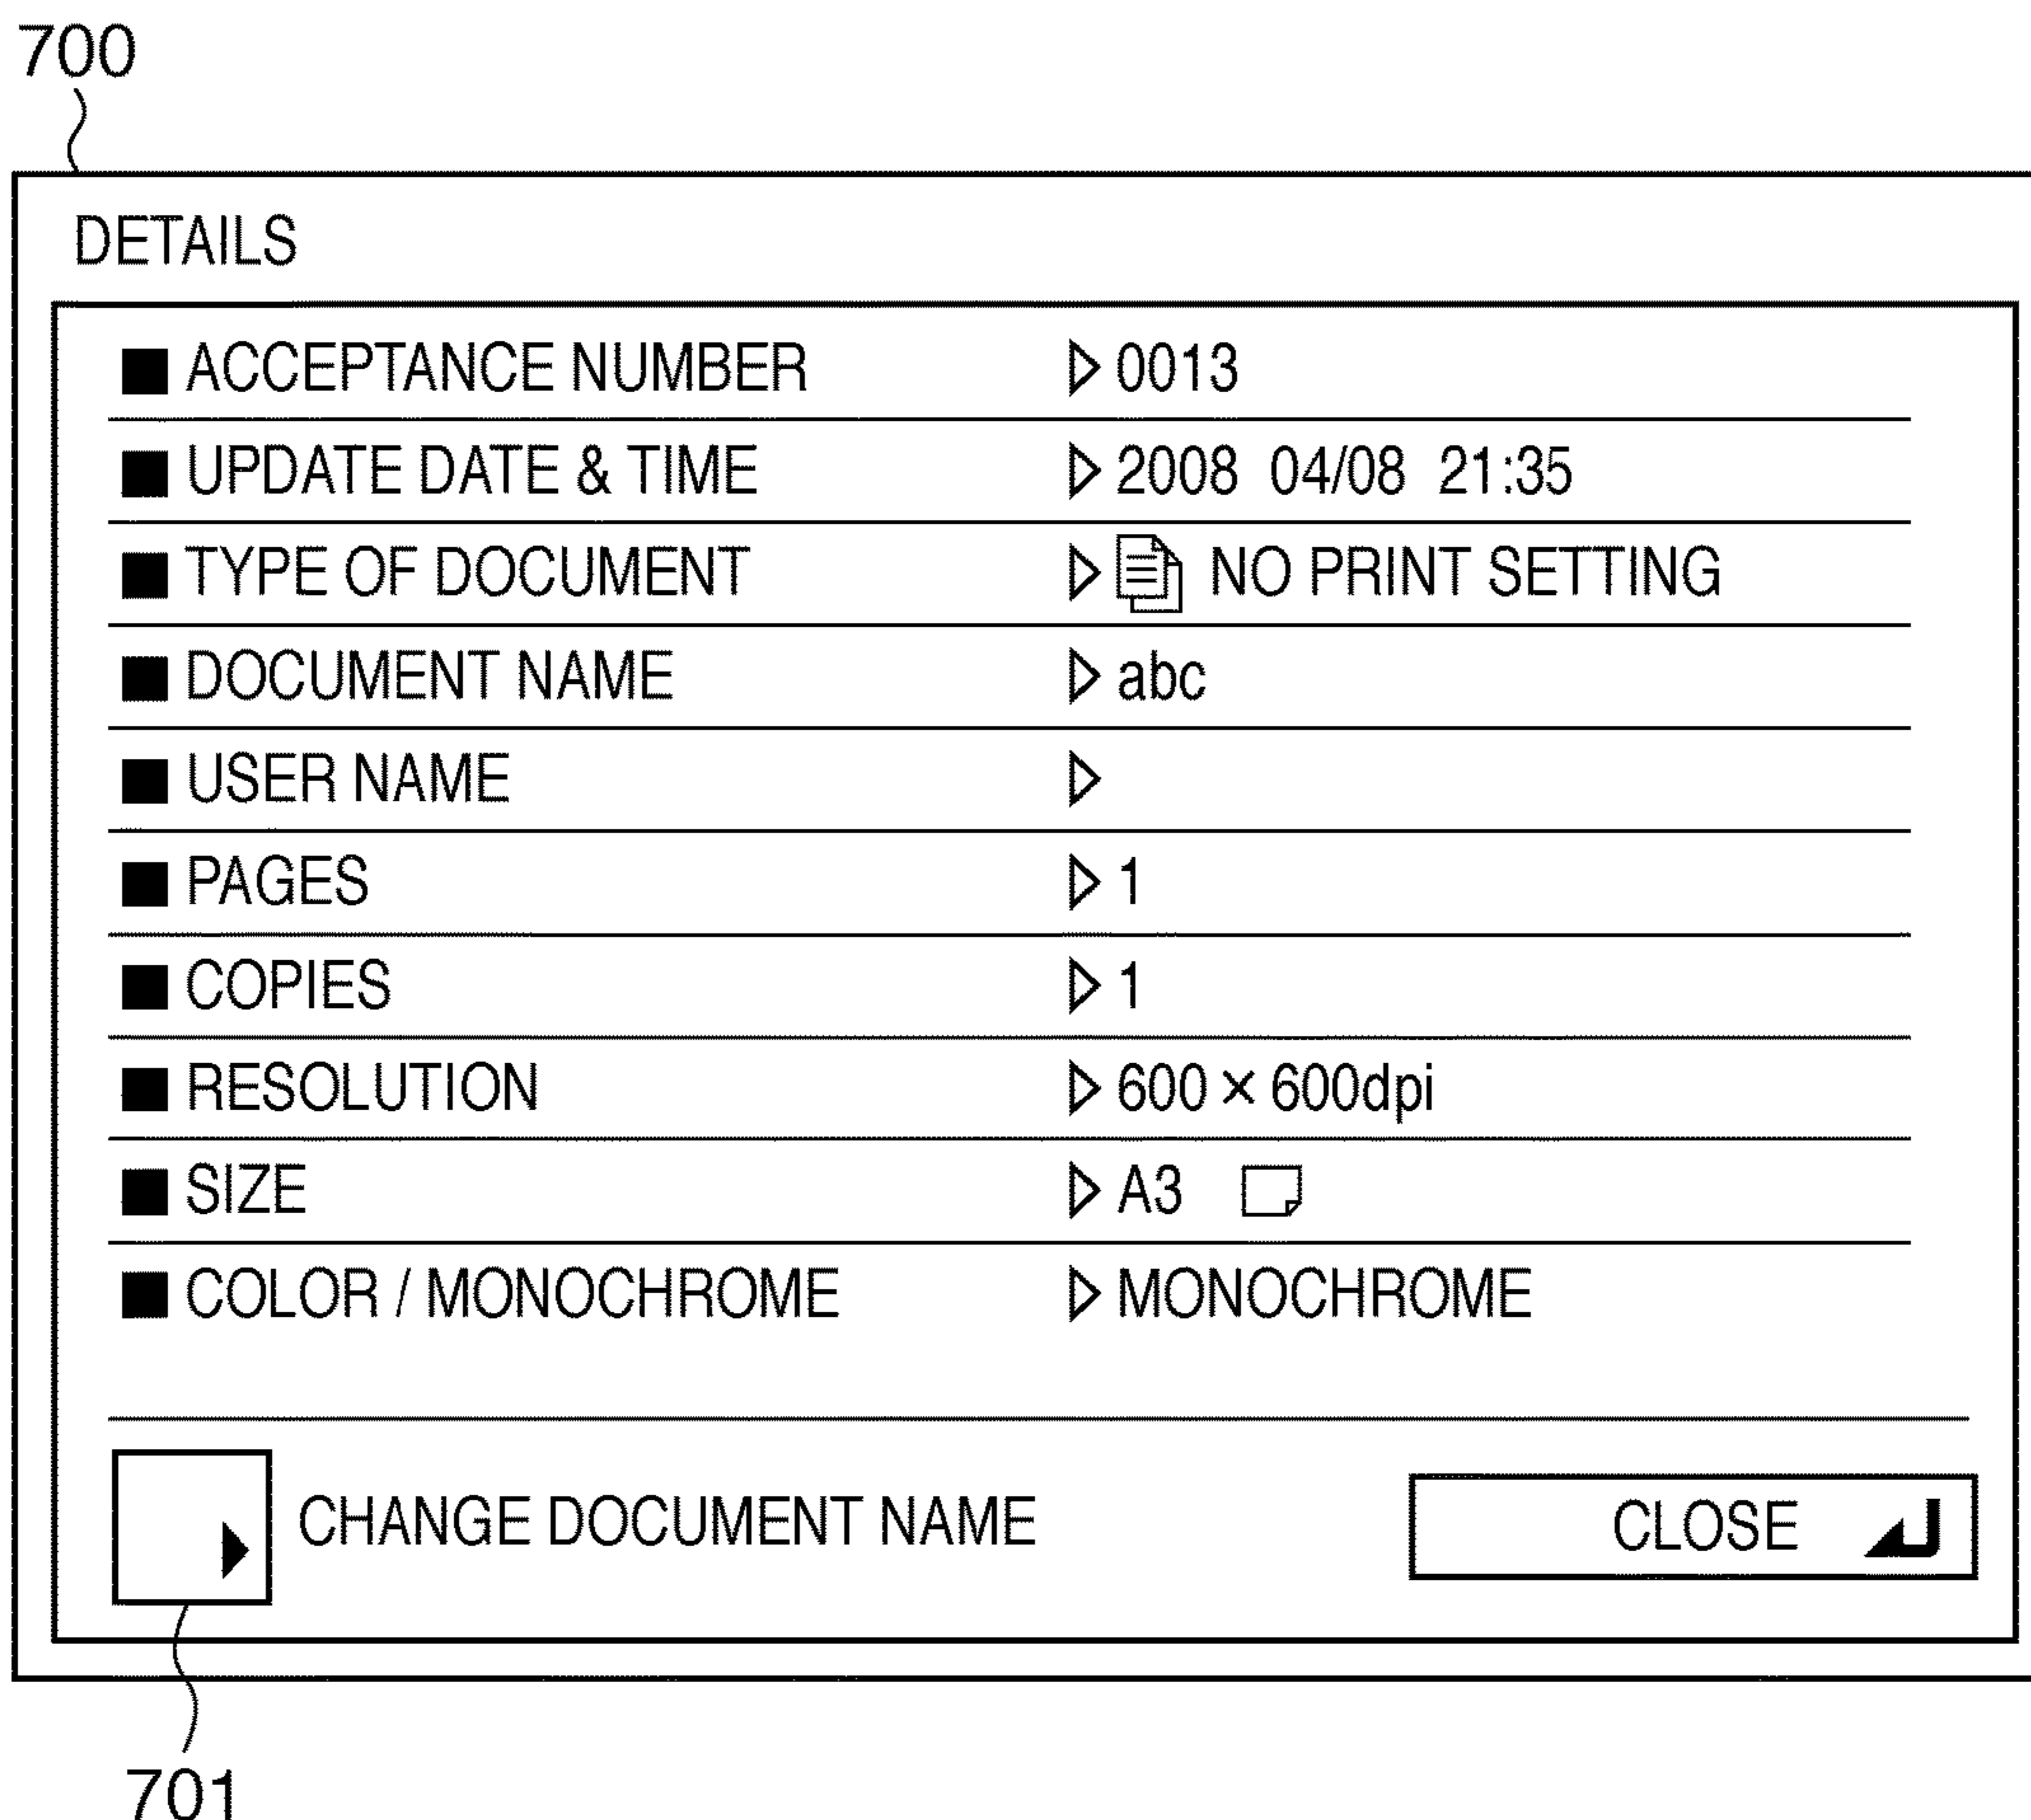 700
DETAILS
■ ACCEPTANCE NUMBER ▷ 0013
■ UPDATE DATE & TIME ▷ 2008 04/08 21:35
■ TYPE OF DOCUMENT ▷ NO PRINT SETTING
■ DOCUMENT NAME ▷ abc
■ USER NAME ▷
■ PAGES ▷ 1
■ COPIES ▷ 1
■ RESOLUTION ▷ 600 × 600dpi
■ SIZE ▷ A3
■ COLOR / MONOCHROME ▷ MONOCHROME
CHANGE DOCUMENT NAME CLOSE
701